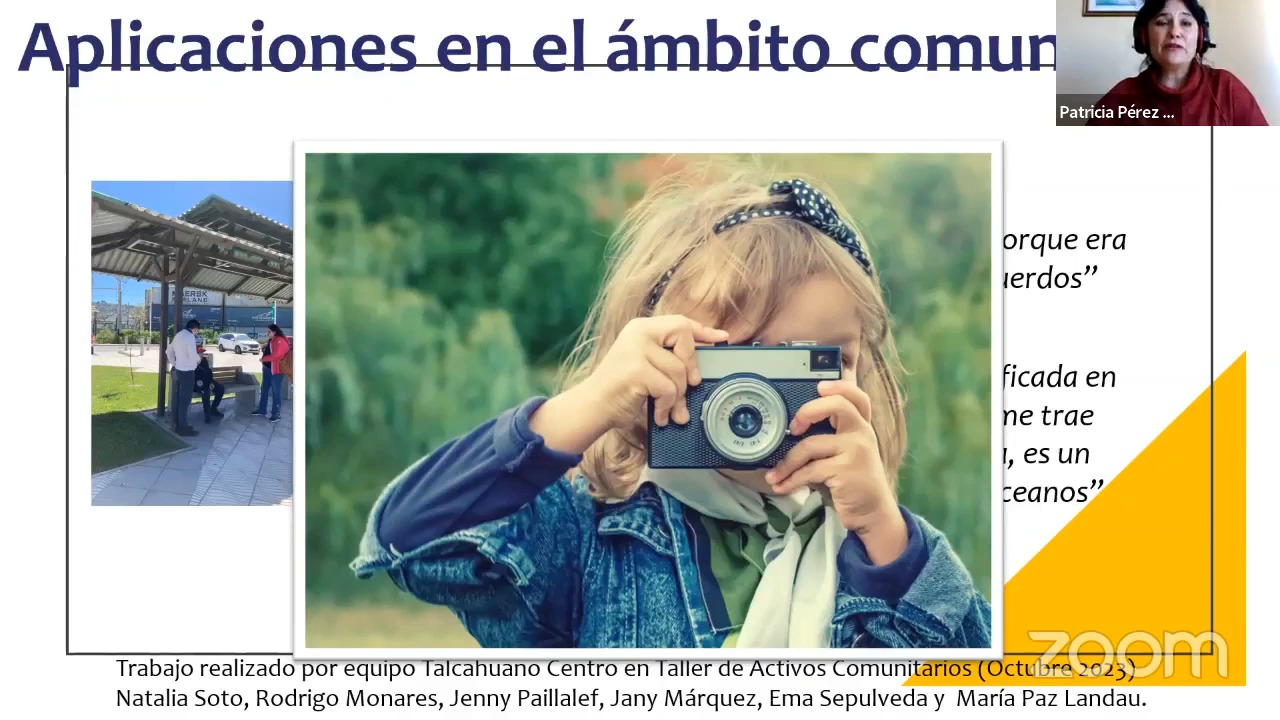 Aplicaciones en el ámbito comun
Patricia Pérez ...
MAERSK
orque era
uerdos”
ficada en
me trae
, es un
ceanos”
zoom
Trabajo realizado por equipo Talcahuano Centro en Taller de Activos Comunitarios (Octubre 2023)
Natalia Soto, Rodrigo Monares, Jenny Paillalef, Jany Márquez, Ema Sepulveda y María Paz Landau.